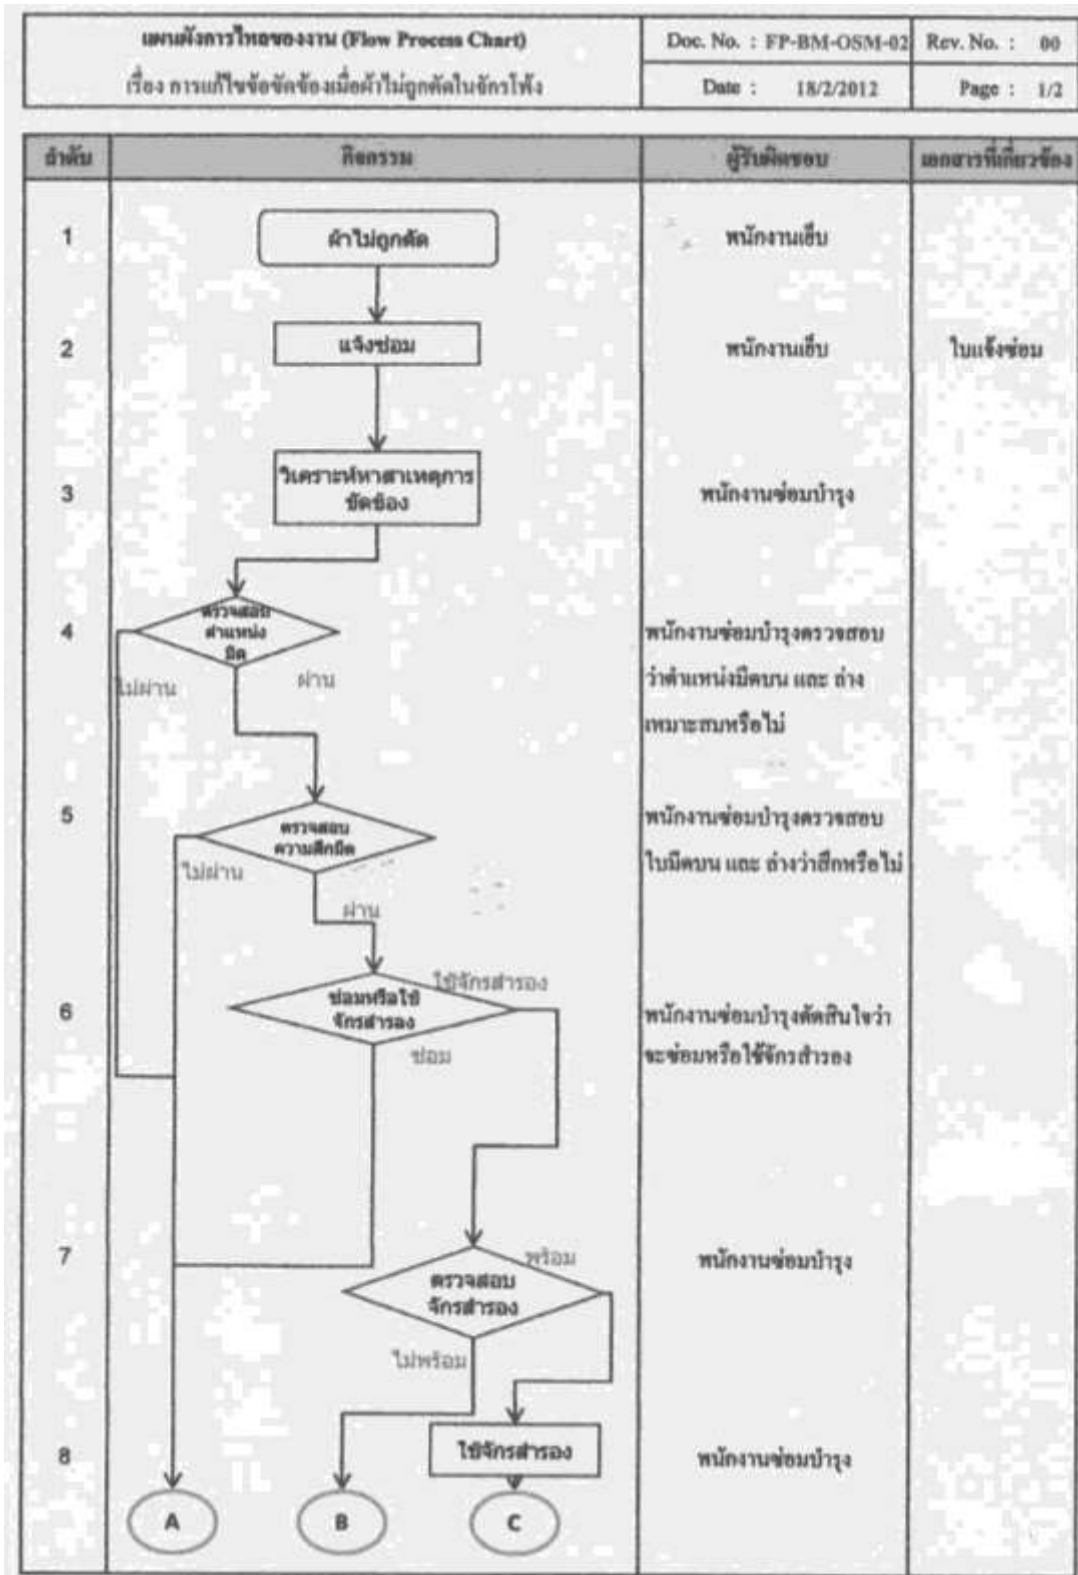 แผนผังการไหลของงาน (Flow Process Chart)
เรื่อง การแก้ไขข้อขัดข้องเมื่อผ้าไม่ถูกตัดในจักรโพ้ง
Doc. No. : FP-BM-OSM-02
Rev. No. : 00
Date : 18/2/2012
Page : 1/2
ลำดับ
กิจกรรม
ผู้รับผิดชอบ
เอกสารที่เกี่ยวข้อง
1
ผ้าไม่ถูกตัด
พนักงานเย็บ
2
แจ้งซ่อม
พนักงานเย็บ
ใบแจ้งซ่อม
3
วิเคราะห์หาสาเหตุการ
ขัดข้อง
พนักงานซ่อมบำรุง
4
ตรวจสอบ
ตำแหน่ง
มีด
ไม่ผ่าน
ผ่าน
พนักงานซ่อมบำรุงตรวจสอบ
ว่าตำแหน่งมีดบน และ ล่าง
เหมาะสมหรือไม่
5
ตรวจสอบ
ความสึกมีด
ไม่ผ่าน
ผ่าน
พนักงานซ่อมบำรุงตรวจสอบ
ใบมีดบน และ ล่างว่าสึกหรือไม่
6
ซ่อมหรือใช้
จักรสำรอง
ใช้จักรสำรอง
ซ่อม
พนักงานซ่อมบำรุงตัดสินใจว่า
จะซ่อมหรือใช้จักรสำรอง
7
ตรวจสอบ
จักรสำรอง
พร้อม
ไม่พร้อม
พนักงานซ่อมบำรุง
8
ใช้จักรสำรอง
พนักงานซ่อมบำรุง
A
B
C